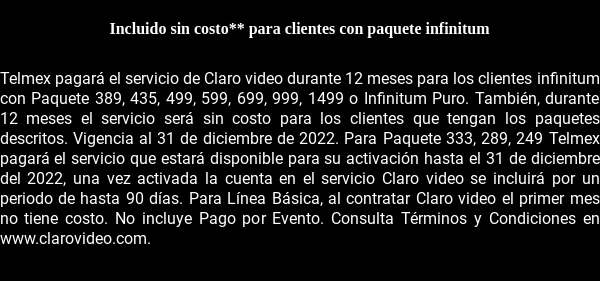 Incluido sin costo** para clientes con paquete infinitum
Telmex pagará el servicio de Claro video durante 12 meses para los clientes infinitum
con Paquete 389, 435, 499, 599, 699, 999, 1499 o Infinitum Puro. También, durante
12 meses el servicio será sin costo para los clientes que tengan los paquetes
descritos. Vigencia al 31 de diciembre de 2022. Para Paquete 333, 289, 249 Telmex
pagará el servicio que estará disponible para su activación hasta el 31 de diciembre
del 2022, una vez activada la cuenta en el servicio Claro video se incluirá por un
periodo de hasta 90 días. Para Línea Básica, al contratar Claro video el primer mes
no tiene costo. No incluye Pago por Evento. Consulta Términos y Condiciones en
www.clarovideo.com.